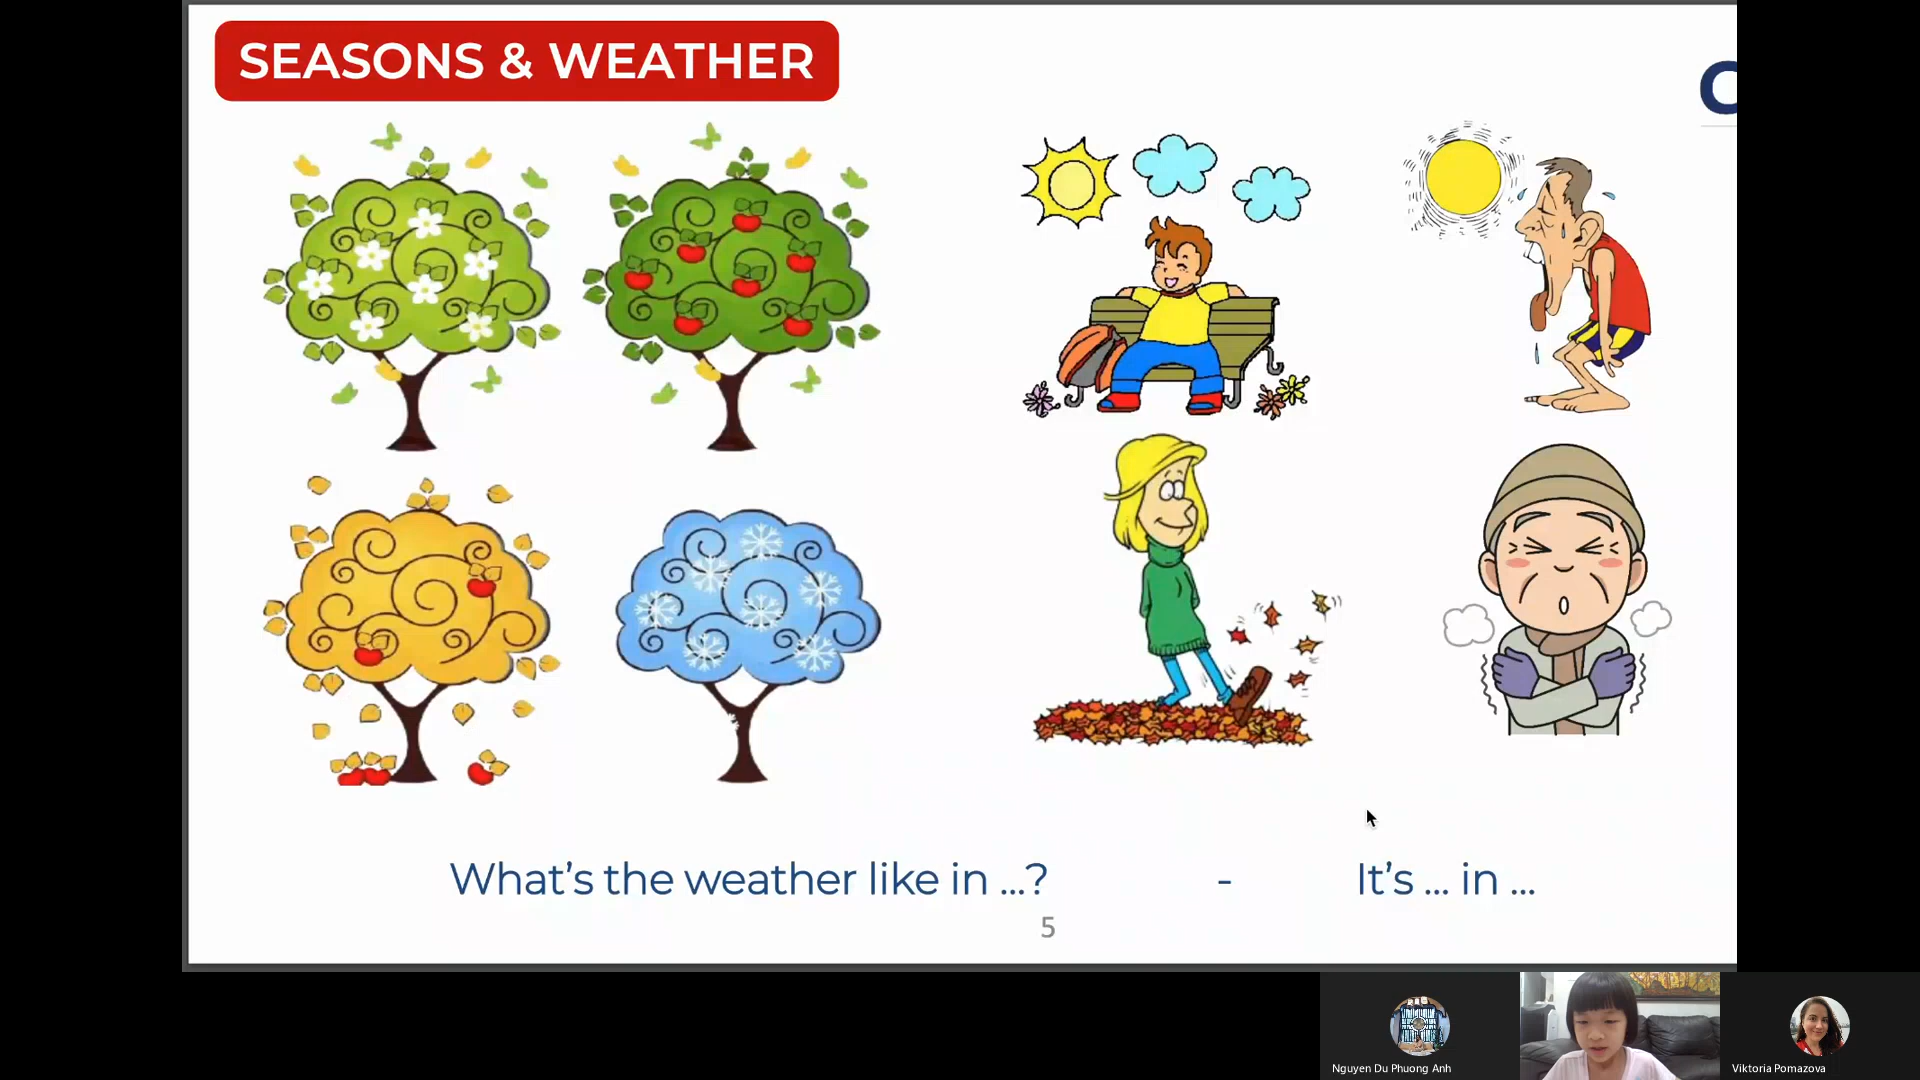 SEASONS & WEATHER
What's the weather like in ...? - It's ... in ...
5
Nguyen Du Phuong Anh
Viktoria Pomazova